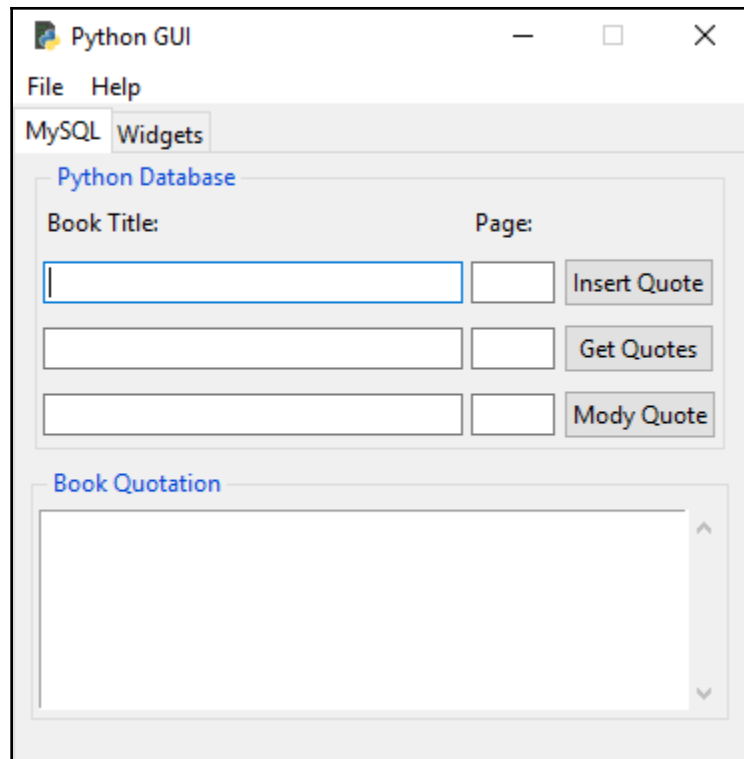 Python GUI
File Help
MySQL Widgets
Python Database
Book Title: Page:
Insert Quote
Get Quotes
Mody Quote
Book Quotation